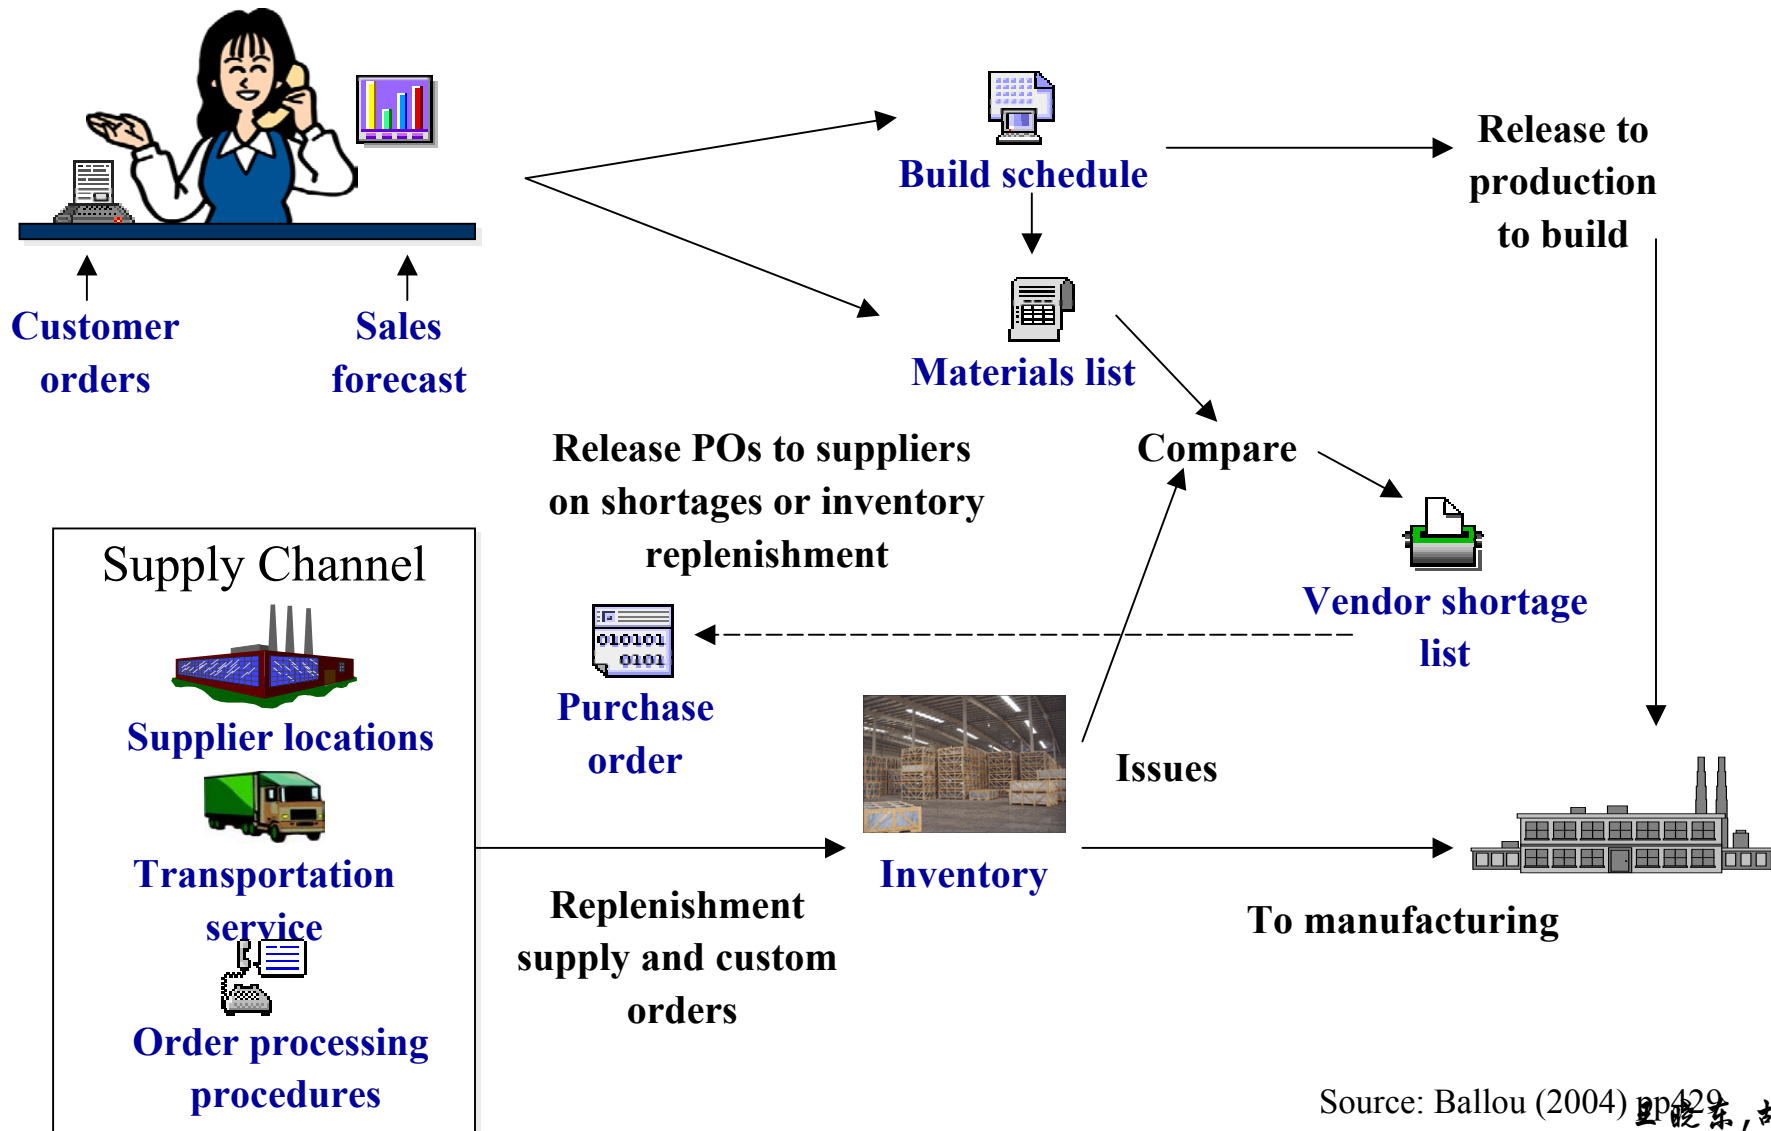 Customer
orders
Sales
forecast
Build schedule
Release to
production
to build
Materials list
Compare
Release POs to suppliers
on shortages or inventory
replenishment
Vendor shortage
list
Supply Channel
Supplier locations
Transportation
service
Order processing
procedures
010101
0101
Purchase
order
Inventory
Issues
Replenishment
supply and custom
orders
To manufacturing
Source: Ballou (2004) pp429